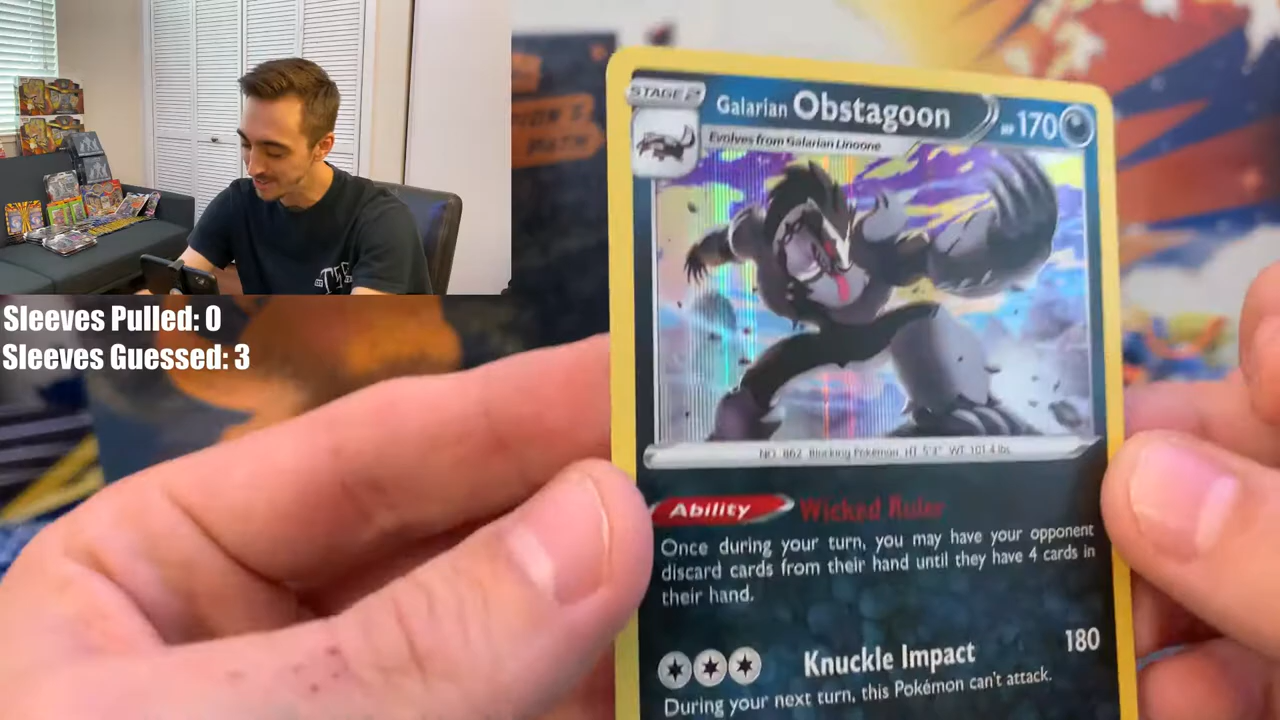 Sleeves Pulled: 0
Sleeves Guessed: 3
STAGE 2
Galarian Obstagoon
HP 170
Evolves from Galarian Linoone
NO. 862 Blocking Pokémon HT: 5'3" WT: 101.4 lbs.
Ability Wicked Ruler
Once during your turn, you may have your opponent
discard cards from their hand until they have 4 cards in
their hand.
Knuckle Impact 180
During your next turn, this Pokémon can't attack.